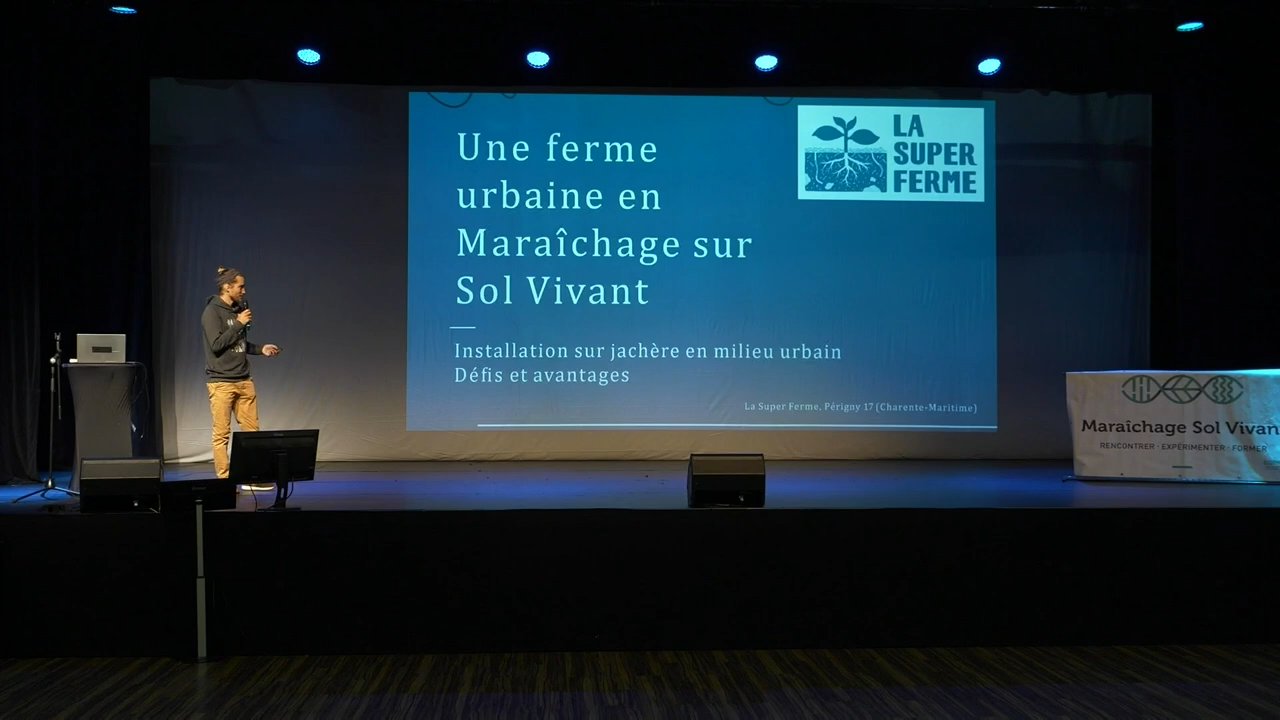 Une ferme
urbaine en
Maraîchage sur
Sol Vivant
Installation sur jachère en milieu urbain
Défis et avantages
La Super Ferme, Périgny 17 (Charente-Maritime)
LA
SUPER
FERME
Maraîchage Sol Vivan
RENCONTRER · EXPÉRIMENTER · FORMER